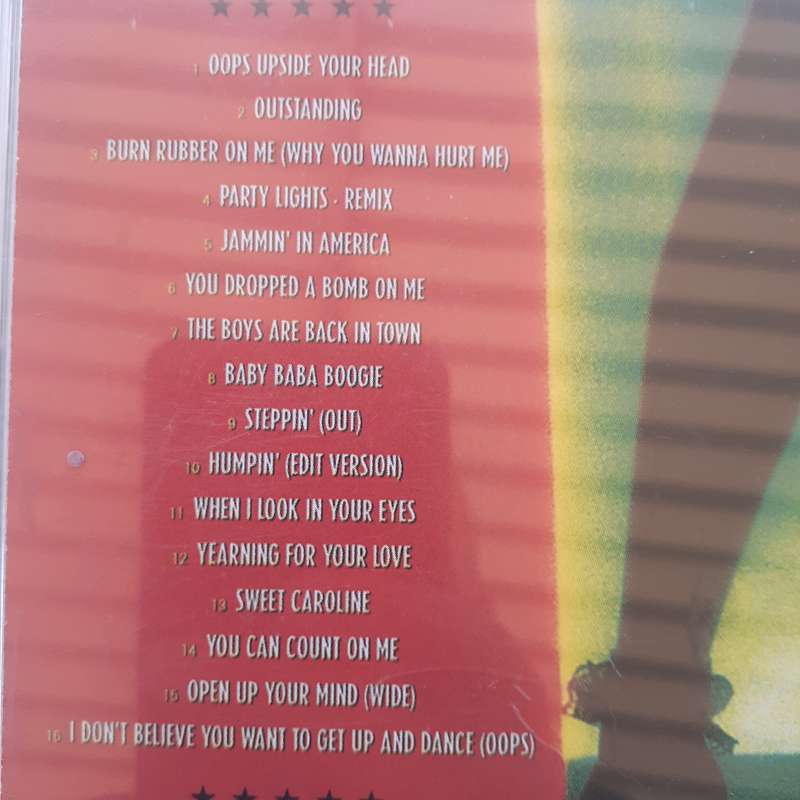 1 OOPS UPSIDE YOUR HEAD
2 OUTSTANDING
3 BURN RUBBER ON ME (WHY YOU WANNA HURT ME)
4 PARTY LIGHTS · REMIX
5 JAMMIN' IN AMERICA
6 YOU DROPPED A BOMB ON ME
7 THE BOYS ARE BACK IN TOWN
8 BABY BABA BOOGIE
9 STEPPIN' (OUT)
10 HUMPIN' (EDIT VERSION)
11 WHEN I LOOK IN YOUR EYES
12 YEARNING FOR YOUR LOVE
13 SWEET CAROLINE
14 YOU CAN COUNT ON ME
15 OPEN UP YOUR MIND (WIDE)
16 I DON'T BELIEVE YOU WANT TO GET UP AND DANCE (OOPS)